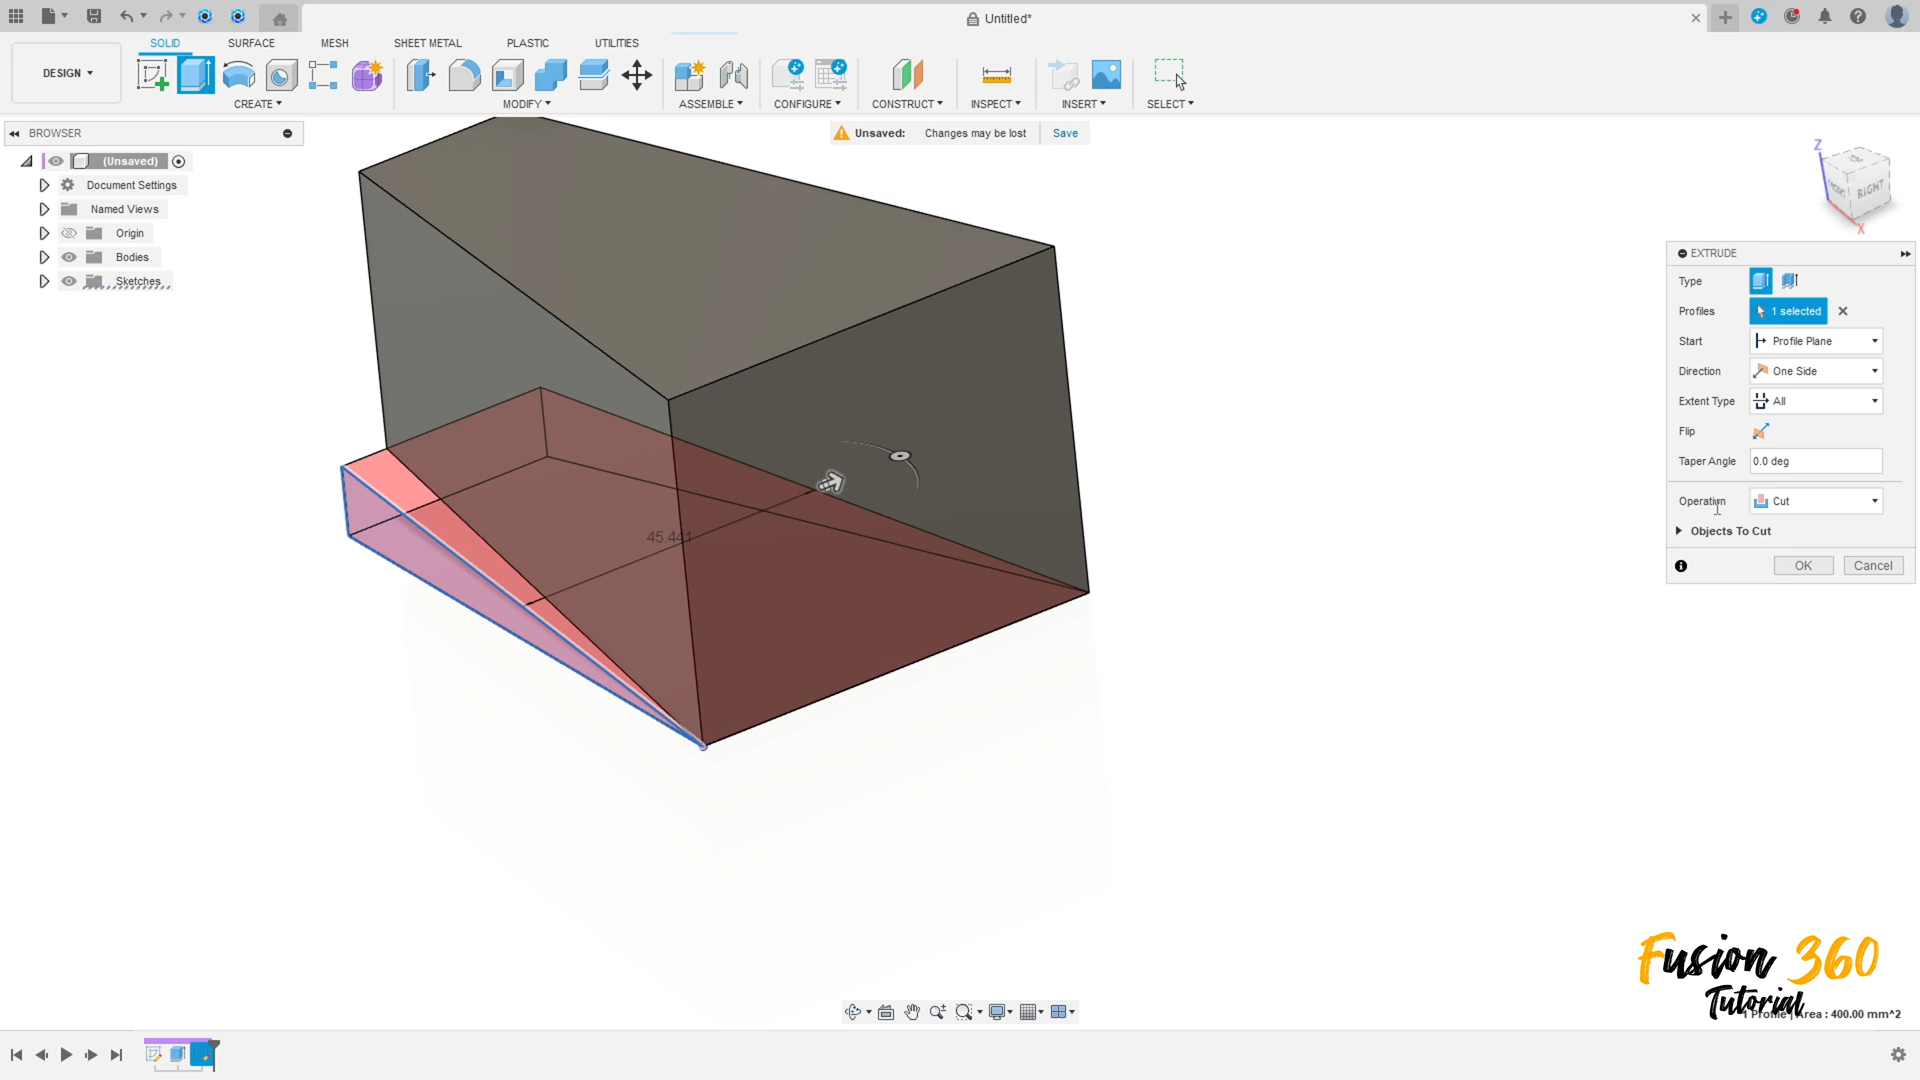 Untitled*
SOLID SURFACE MESH SHEET METAL PLASTIC UTILITIES
DESIGN
CREATE MODIFY ASSEMBLE CONFIGURE CONSTRUCT INSPECT INSERT SELECT
BROWSER
Unsaved: Changes may be lost Save
(Unsaved)
Document Settings
Named Views
Origin
Bodies
Sketches
Z
RIGHT
X
EXTRUDE
Type
Profiles 1 selected
Start Profile Plane
Direction One Side
Extent Type All
Flip
Taper Angle 0.0 deg
Operation Cut
Objects To Cut
OK Cancel
45.441
Fusion 360
Tutorial
1 Profile | Area : 400.00 mm^2